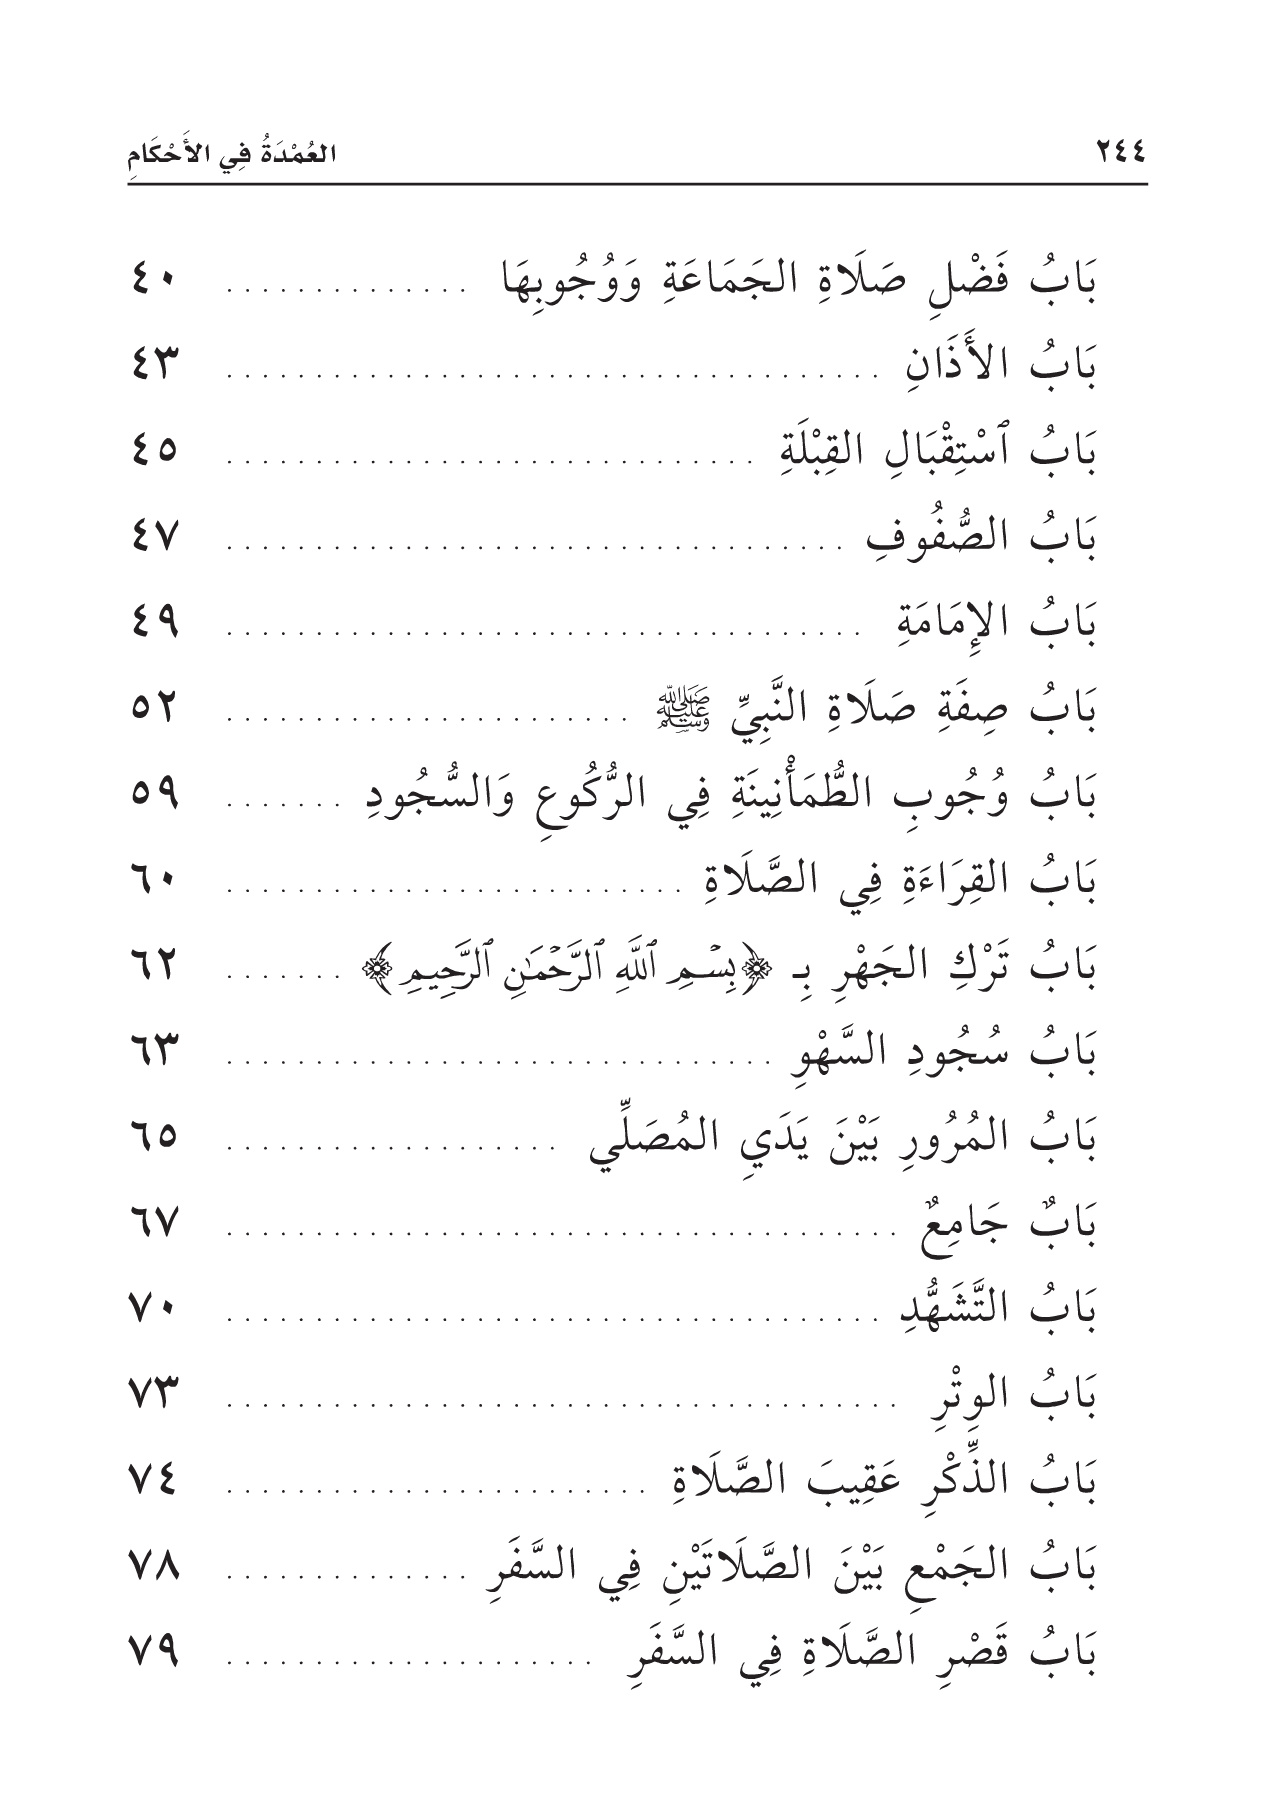 ٢٤٤ العُمْدَةُ فِي الأَحْكَامِ
بَابُ فَضْلِ صَلَاةِ الجَمَاعَةِ وَوُجُوبِهَا . . . . . . . . . . . . . . ٤٠
بَابُ الأَذَانِ . . . . . . . . . . . . . . . . . . . . . . . . . . . . . . . . . . . . . ٤٣
بَابُ ٱسْتِقْبَالِ القِبْلَةِ . . . . . . . . . . . . . . . . . . . . . . . . . . . . . . ٤٥
بَابُ الصُّفُوفِ . . . . . . . . . . . . . . . . . . . . . . . . . . . . . . . . . . . ٤٧
بَابُ الإِمَامَةِ . . . . . . . . . . . . . . . . . . . . . . . . . . . . . . . . . . . . ٤٩
بَابُ صِفَةِ صَلَاةِ النَّبِيِّ ﷺ . . . . . . . . . . . . . . . . . . . . . . . ٥٢
بَابُ وُجُوبِ الطُّمَأْنِينَةِ فِي الرُّكُوعِ وَالسُّجُودِ . . . . . . . ٥٩
بَابُ القِرَاءَةِ فِي الصَّلَاةِ . . . . . . . . . . . . . . . . . . . . . . . . . . ٦٠
بَابُ تَرْكِ الجَهْرِ بِـ ﴿بِسۡمِ ٱللَّهِ ٱلرَّحۡمَٰنِ ٱلرَّحِيمِ﴾ . . . . . . . ٦٢
بَابُ سُجُودِ السَّهْوِ . . . . . . . . . . . . . . . . . . . . . . . . . . . . . . . ٦٣
بَابُ المُرُورِ بَيْنَ يَدَيِ المُصَلِّي . . . . . . . . . . . . . . . . . . . ٦٥
بَابٌ جَامِعٌ . . . . . . . . . . . . . . . . . . . . . . . . . . . . . . . . . . . . . . ٦٧
بَابُ التَّشَهُّدِ . . . . . . . . . . . . . . . . . . . . . . . . . . . . . . . . . . . . . ٧٠
بَابُ الوِتْرِ . . . . . . . . . . . . . . . . . . . . . . . . . . . . . . . . . . . . . . ٧٣
بَابُ الذِّكْرِ عَقِيبَ الصَّلَاةِ . . . . . . . . . . . . . . . . . . . . . . . . ٧٤
بَابُ الجَمْعِ بَيْنَ الصَّلَاتَيْنِ فِي السَّفَرِ . . . . . . . . . . . . . . ٧٨
بَابُ قَصْرِ الصَّلَاةِ فِي السَّفَرِ . . . . . . . . . . . . . . . . . . . . . ٧٩